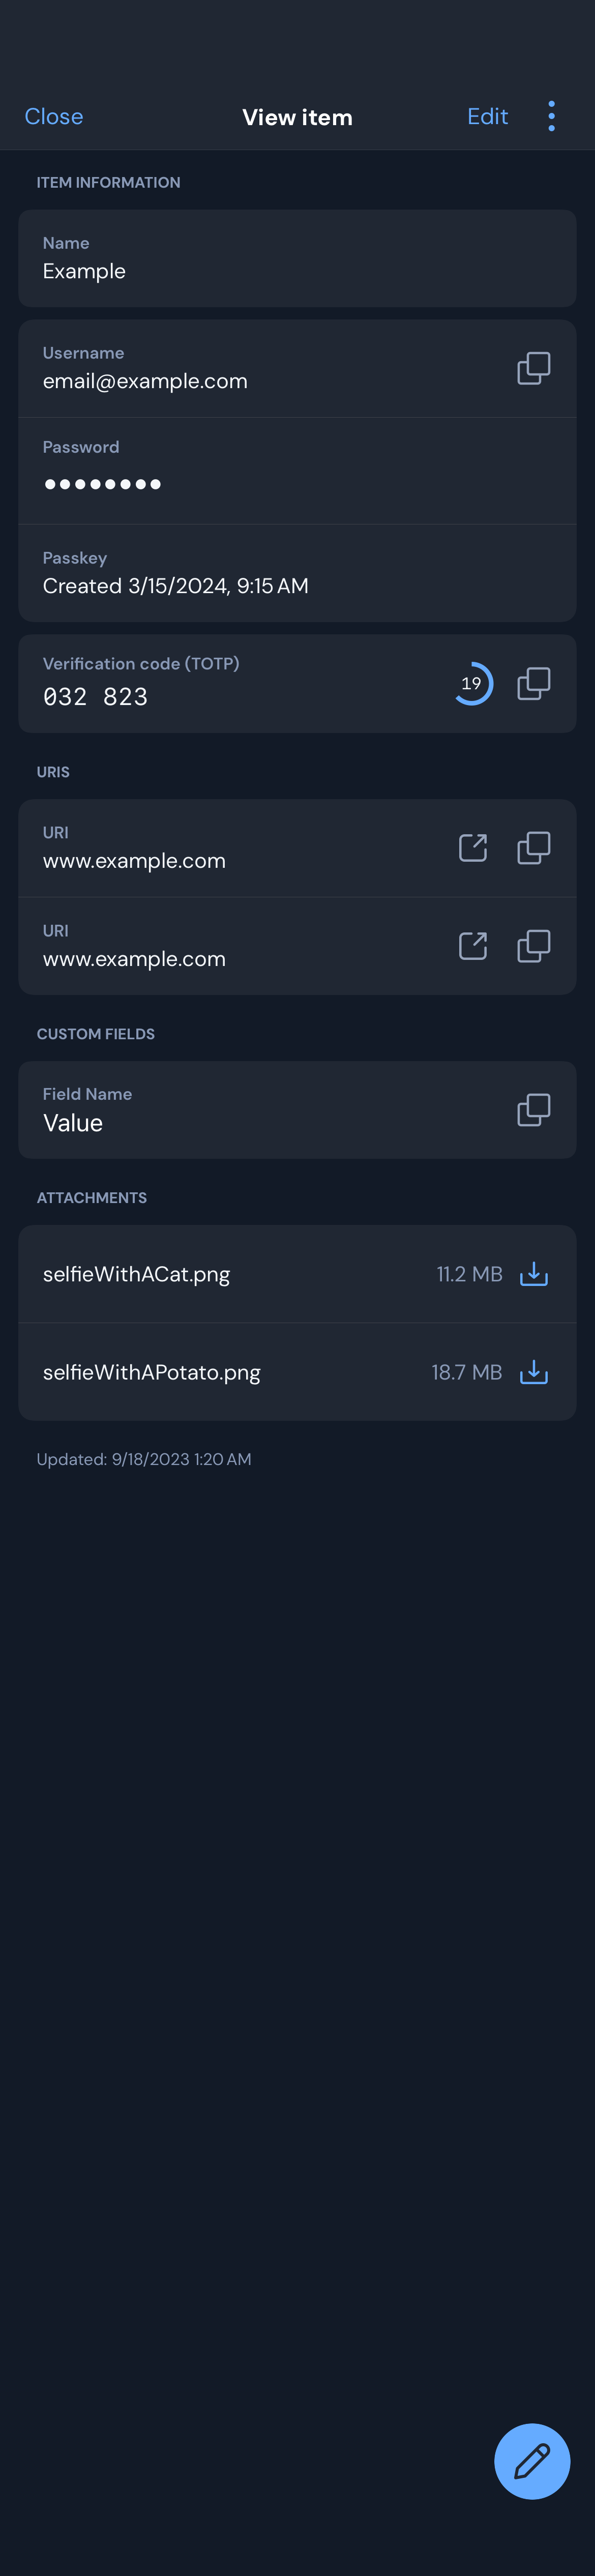 Close View item Edit
ITEM INFORMATION
Name
Example
Username
email@example.com
Password
●●●●●●●●
Passkey
Created 3/15/2024, 9:15 AM
Verification code (TOTP)
032 823 19
URIS
URI
www.example.com
URI
www.example.com
CUSTOM FIELDS
Field Name
Value
ATTACHMENTS
selfieWithACat.png 11.2 MB
selfieWithAPotato.png 18.7 MB
Updated: 9/18/2023 1:20 AM